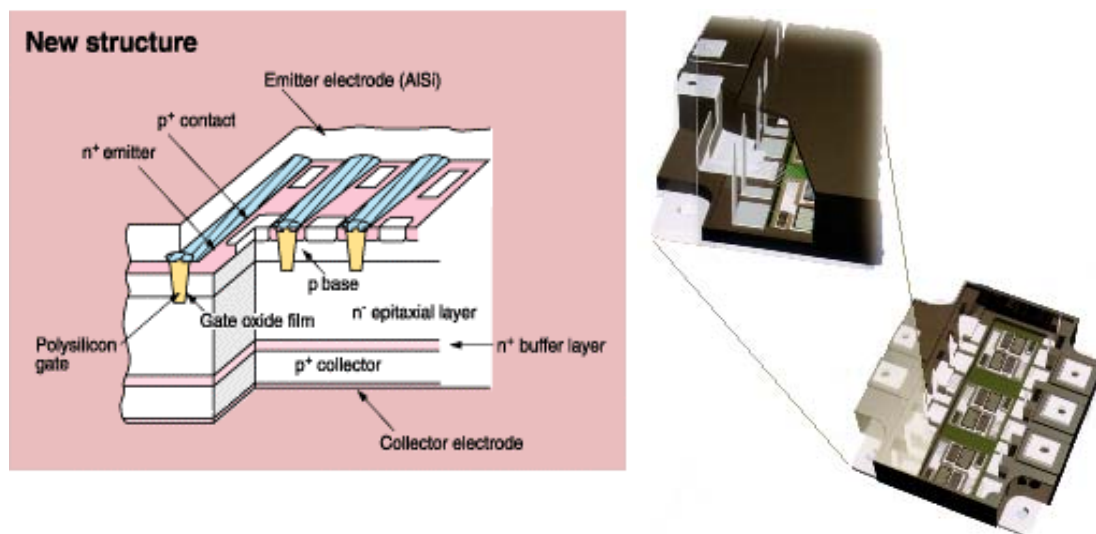 New structure
Emitter electrode (AlSi)
p+ contact
n+ emitter
p base
Gate oxide film
n- epitaxial layer
Polysilicon
gate
n+ buffer layer
p+ collector
Collector electrode